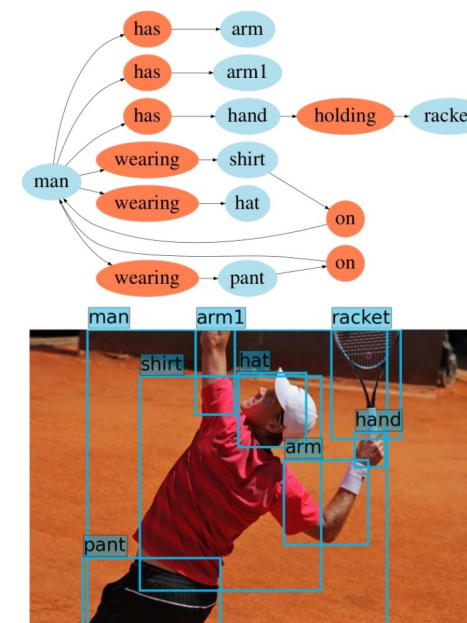 has arm
has arm1
has hand holding racke
wearing shirt
man
wearing hat
on
on
wearing pant
man arm1 racket
shirt hat
hand
arm
pant